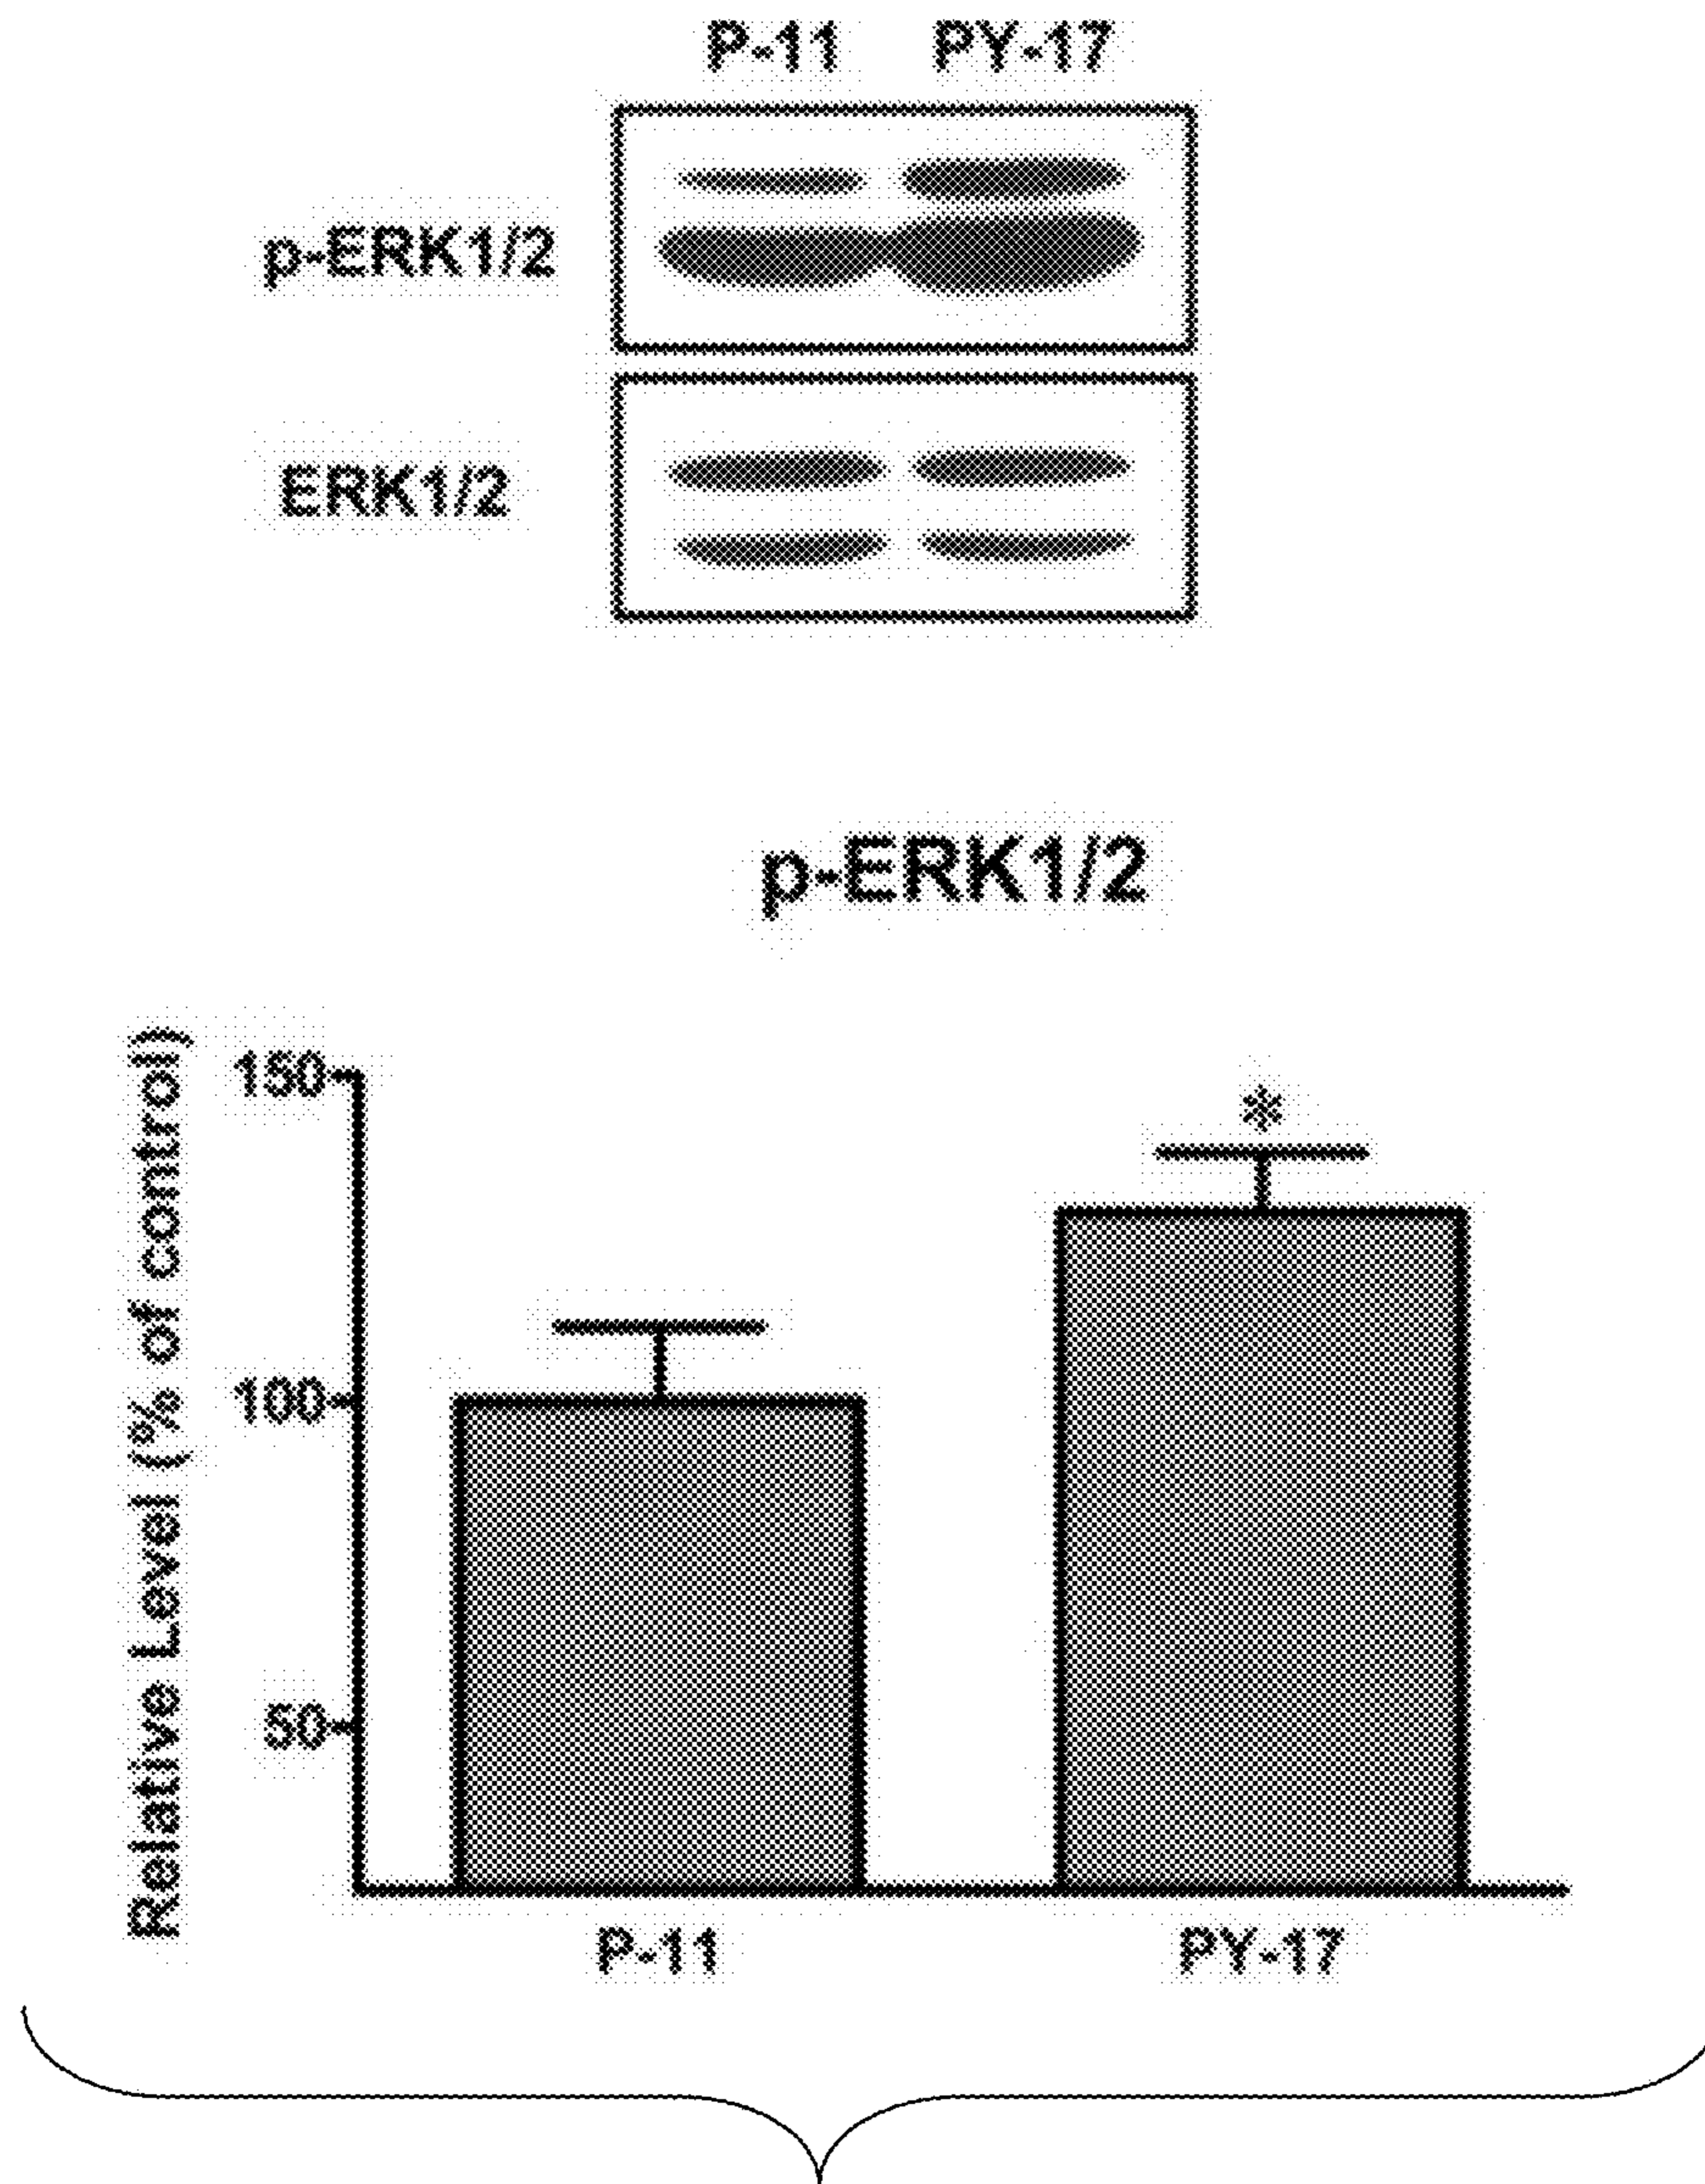 P-11 PY-17
p-ERK1/2
ERK1/2
p-ERK1/2
Relative Level (% of control)
150
*
100
50
P-11 PY-17